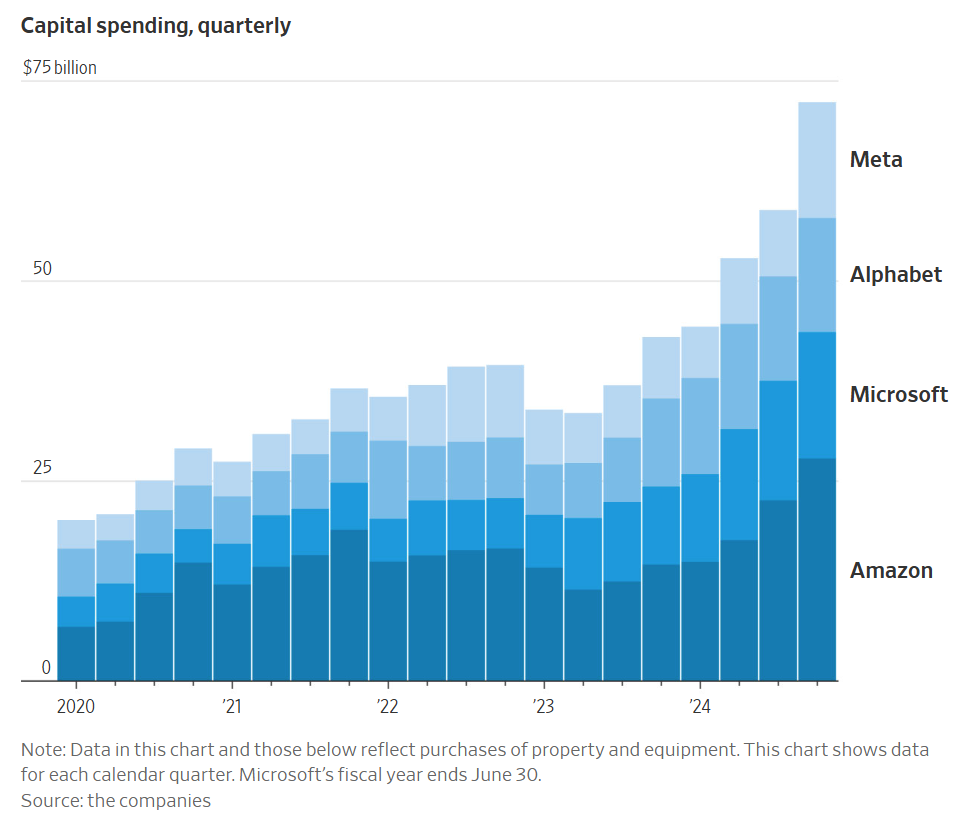 Capital spending, quarterly
$75 billion
Meta
50
Alphabet
Microsoft
25
Amazon
0
2020 ’21 ’22 ’23 ’24
Note: Data in this chart and those below reflect purchases of property and equipment. This chart shows data
for each calendar quarter. Microsoft’s fiscal year ends June 30.
Source: the companies